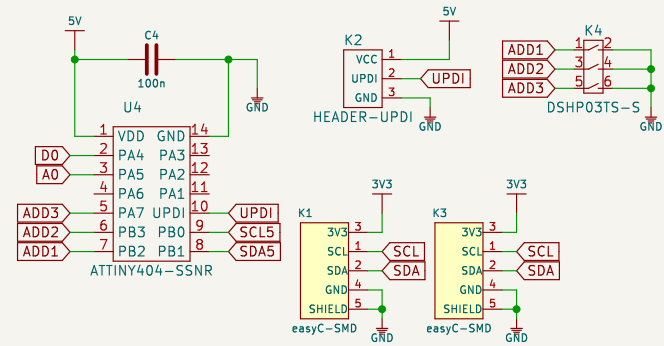 5V
C4
100n
GND
U4
1 VDD GND 14
D0 2 PA4 PA3 13
A0 3 PA5 PA2 12
4 PA6 PA1 11
ADD3 5 PA7 UPDI 10 UPDI
ADD2 6 PB3 PB0 9 SCL5
ADD1 7 PB2 PB1 8 SDA5
ATTINY404-SSNR
5V
K2
VCC 1
UPDI 2 UPDI
GND 3
HEADER-UPDI
GND
K4
ADD1 1 2
ADD2 3 4
ADD3 5 6
DSHP03TS-S
GND
3V3
K1
3V3 3
SCL 1 SCL
SDA 2 SDA
GND 4
SHIELD 5
easyC-SMD
GND
3V3
K3
3V3 3
SCL 1 SCL
SDA 2 SDA
GND 4
SHIELD 5
easyC-SMD
GND